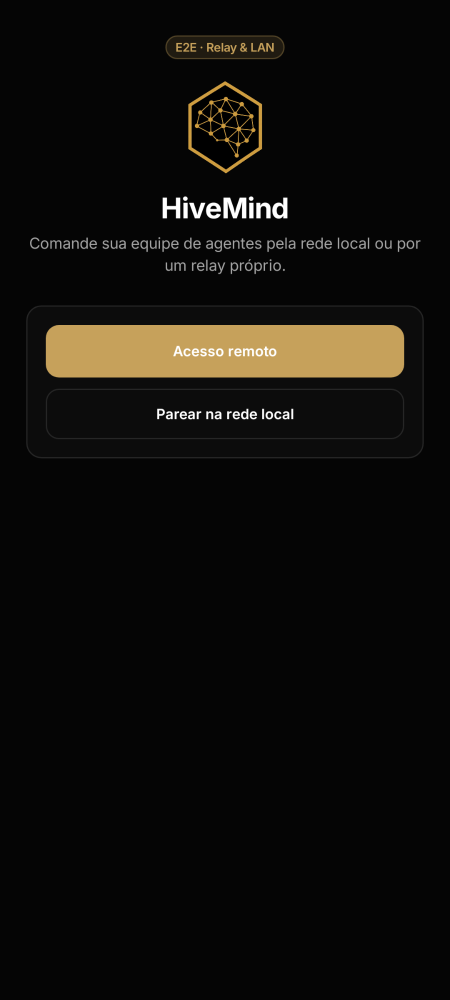 E2E · Relay & LAN
HiveMind
Comande sua equipe de agentes pela rede local ou por
um relay próprio.
Acesso remoto
Parear na rede local